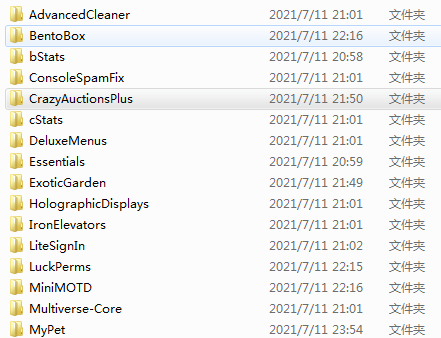 AdvancedCleaner 2021/7/11 21:01 文件夹
BentoBox 2021/7/11 22:16 文件夹
bStats 2021/7/11 20:58 文件夹
ConsoleSpamFix 2021/7/11 21:01 文件夹
CrazyAuctionsPlus 2021/7/11 21:50 文件夹
cStats 2021/7/11 21:01 文件夹
DeluxeMenus 2021/7/11 21:01 文件夹
Essentials 2021/7/11 20:59 文件夹
ExoticGarden 2021/7/11 21:49 文件夹
HolographicDisplays 2021/7/11 21:01 文件夹
IronElevators 2021/7/11 21:01 文件夹
LiteSignIn 2021/7/11 21:02 文件夹
LuckPerms 2021/7/11 22:15 文件夹
MiniMOTD 2021/7/11 22:16 文件夹
Multiverse-Core 2021/7/11 21:01 文件夹
MyPet 2021/7/11 23:54 文件夹